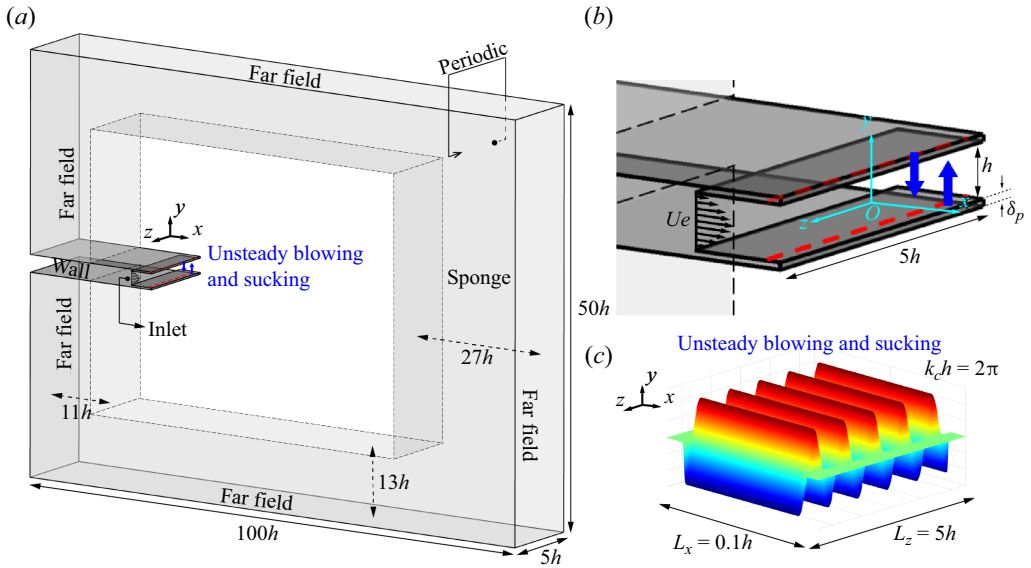 (a)
Far field
Periodic
Far field
y
z
x
Wall
Unsteady blowing
and sucking
Inlet
Far field
Sponge
50h
27h
11h
Far field
13h
Far field
100h
5h
(b)
y
h
Ue
O
x
z
δp
5h
(c)
Unsteady blowing and sucking
kch = 2π
y
z
x
Lx = 0.1h
Lz = 5h